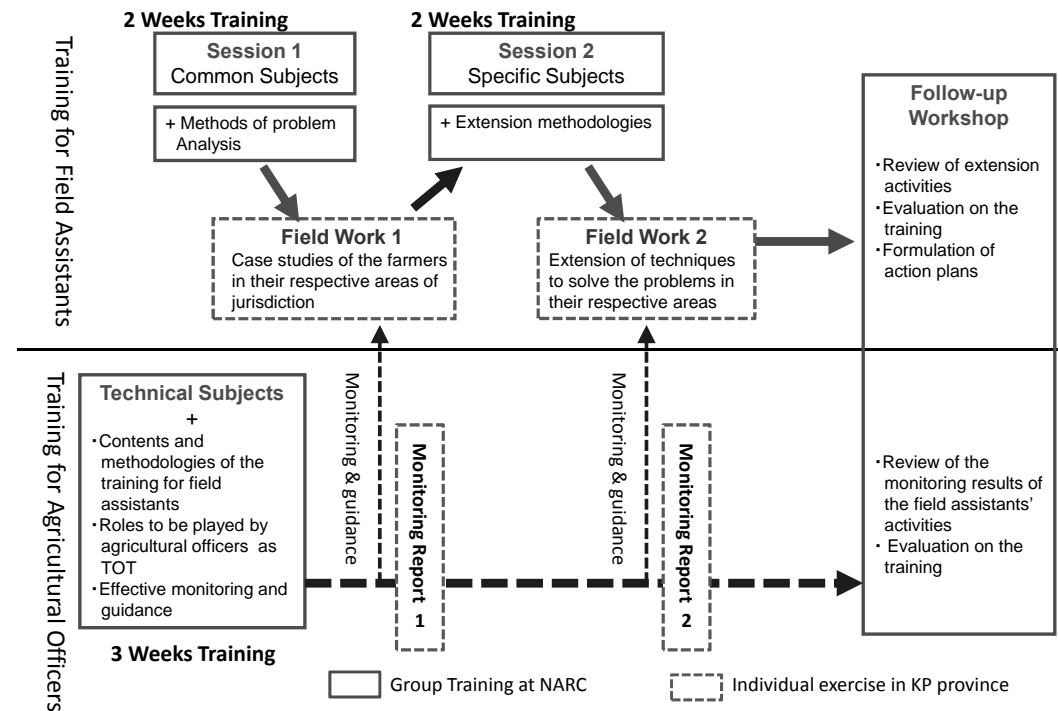 2 Weeks Training
2 Weeks Training
Training for Field Assistants
Session 1
Common Subjects
+ Methods of problem
Analysis
Session 2
Specific Subjects
+ Extension methodologies
Field Work 1
Case studies of the farmers
in their respective areas of
jurisdiction
Field Work 2
Extension of techniques
to solve the problems in
their respective areas
Follow-up
Workshop
・Review of extension
activities
・Evaluation on the
training
・Formulation of
action plans
Training for Agricultural Officers
Technical Subjects
+
・Contents and
methodologies of the
training for field
assistants
・Roles to be played by
agricultural officers as
TOT
・Effective monitoring and
guidance
3 Weeks Training
Monitoring & guidance
Monitoring Report 1
Monitoring & guidance
Monitoring Report 2
・Review of the
monitoring results of
the field assistants'
activities
・ Evaluation on the
training
Group Training at NARC
Individual exercise in KP province